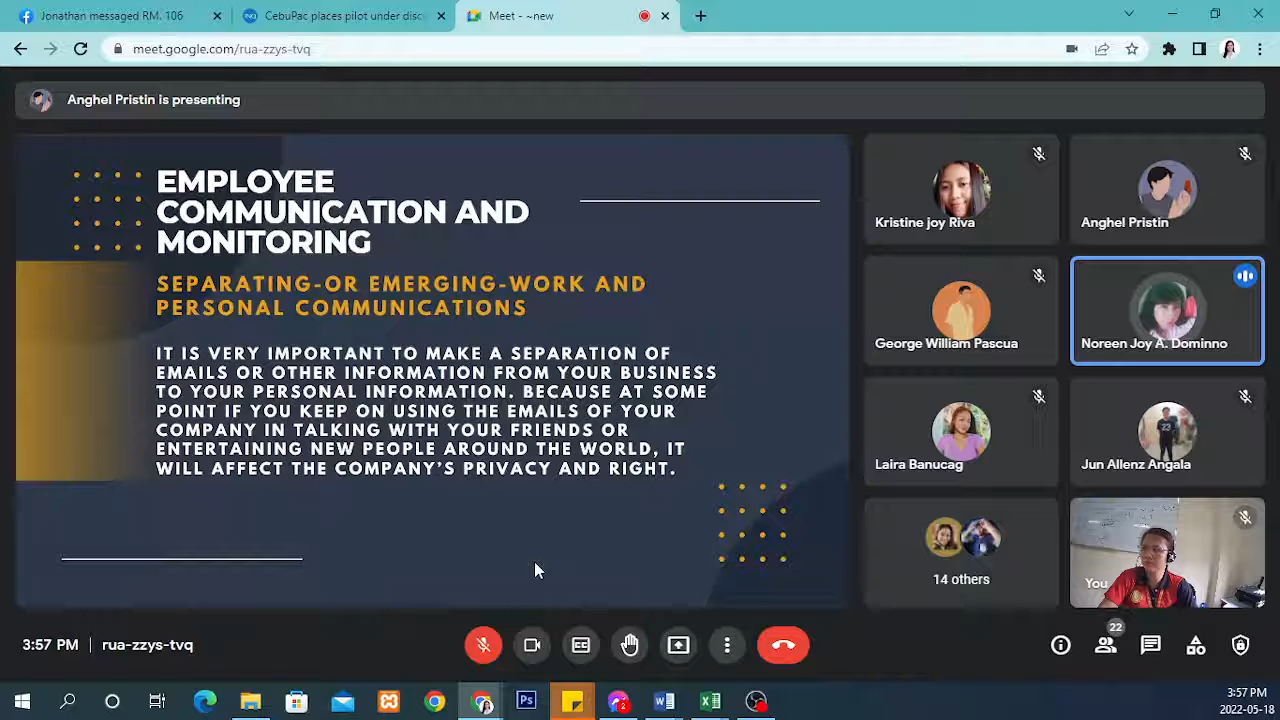 Jonathan messaged RM. 106
CebuPac places pilot under disc
Meet - ~new
meet.google.com/rua-zzys-tvq
Anghel Pristin is presenting
EMPLOYEE
COMMUNICATION AND
MONITORING
SEPARATING-OR EMERGING-WORK AND
PERSONAL COMMUNICATIONS
IT IS VERY IMPORTANT TO MAKE A SEPARATION OF
EMAILS OR OTHER INFORMATION FROM YOUR BUSINESS
TO YOUR PERSONAL INFORMATION. BECAUSE AT SOME
POINT IF YOU KEEP ON USING THE EMAILS OF YOUR
COMPANY IN TALKING WITH YOUR FRIENDS OR
ENTERTAINING NEW PEOPLE AROUND THE WORLD, IT
WILL AFFECT THE COMPANY'S PRIVACY AND RIGHT.
Kristine joy Riva
Anghel Pristin
George William Pascua
Noreen Joy A. Dominno
Laira Banucag
23
Jun Allenz Angala
14 others
You
3:57 PM | rua-zzys-tvq
CC
22
Ps
2
3:57 PM
2022-05-18